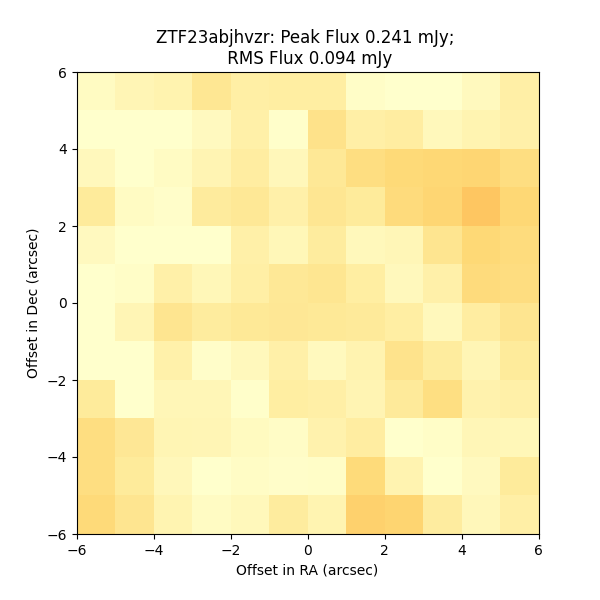 ZTF23abjhvzr: Peak Flux 0.241 mJy;
RMS Flux 0.094 mJy
6
4
2
0
−2
−4
−6
Offset in Dec (arcsec)
−6 −4 −2 0 2 4 6
Offset in RA (arcsec)